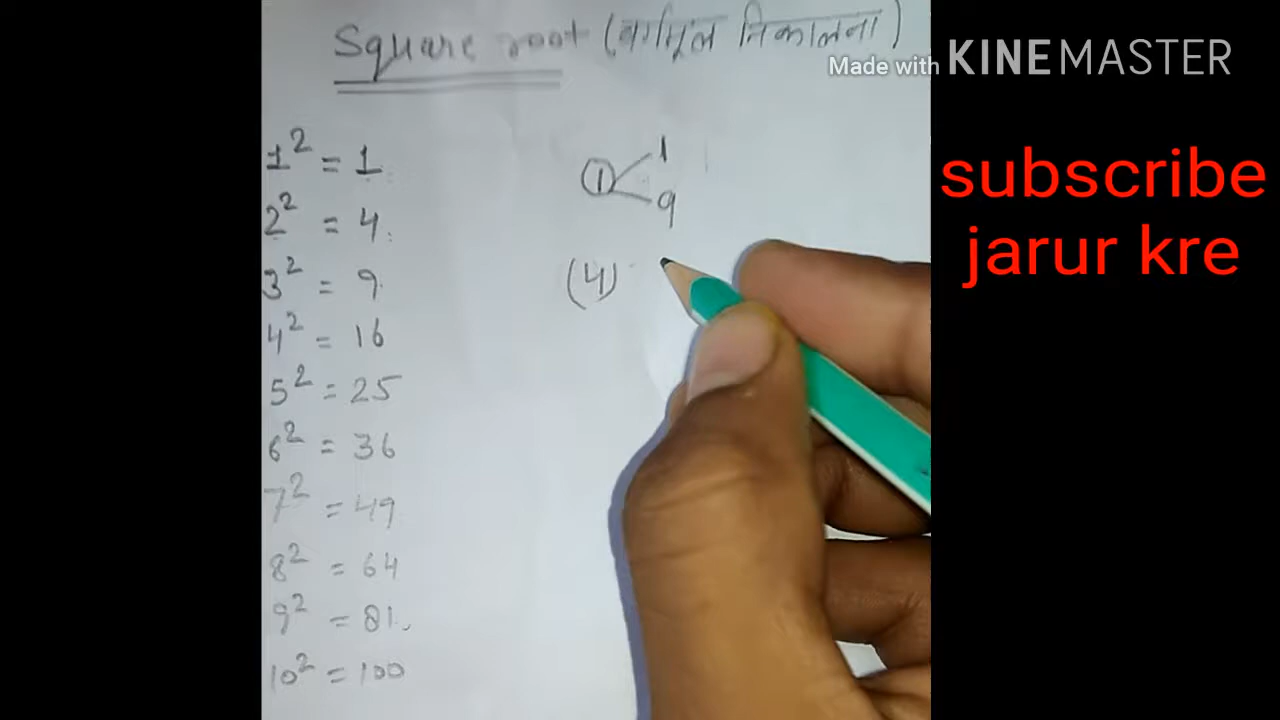 Square root (वर्गमूल निकालना)
Made with KINEMASTER
subscribe
jarur kre
1² = 1
2² = 4
3² = 9
4² = 16
5² = 25
6² = 36
7² = 49
8² = 64
9² = 81
10² = 100
1 1
9
(4)